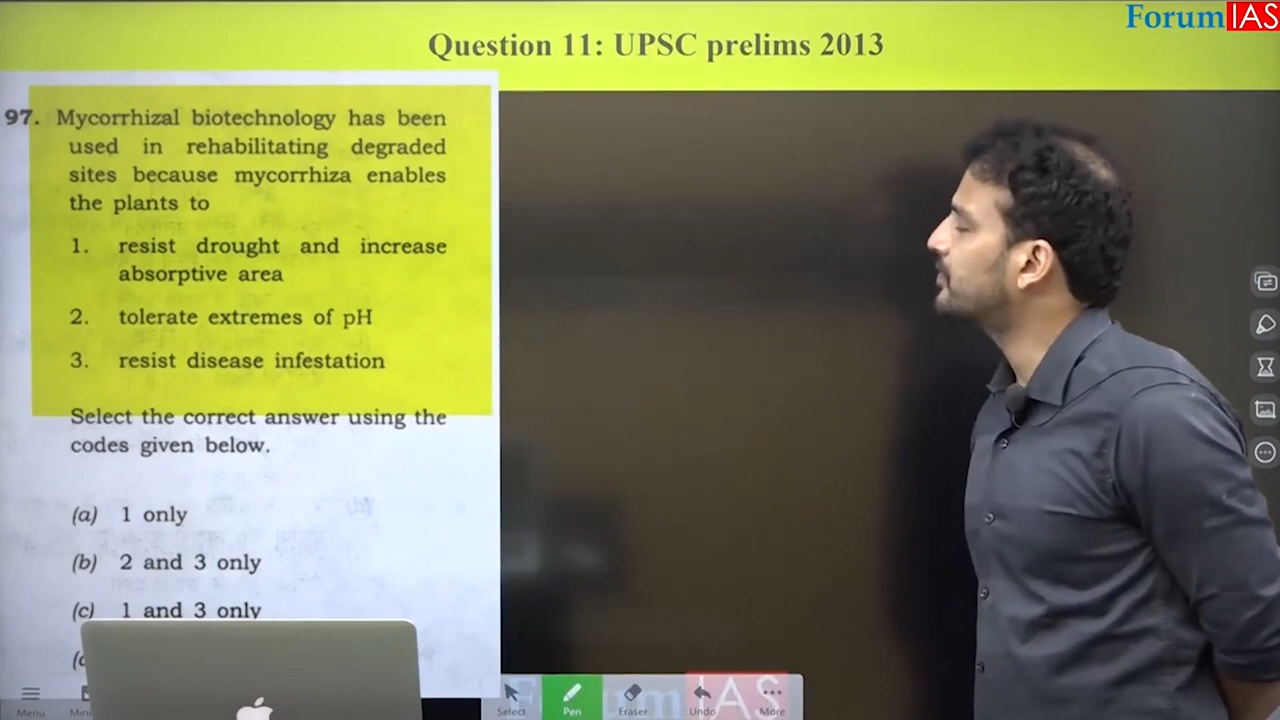 ForumIAS
Question 11: UPSC prelims 2013
97. Mycorrhizal biotechnology has been
used in rehabilitating degraded
sites because mycorrhiza enables
the plants to
1. resist drought and increase
absorptive area
2. tolerate extremes of pH
3. resist disease infestation
Select the correct answer using the
codes given below.
(a) 1 only
(b) 2 and 3 only
(c) 1 and 3 only
Menu
Select Pen Eraser Undo More